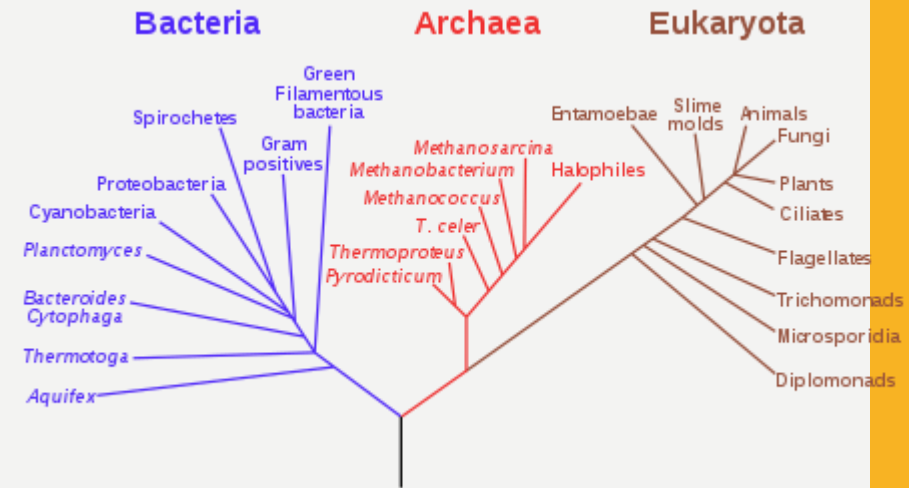 Bacteria
Archaea
Eukaryota
Green
Filamentous
bacteria
Spirochetes
Gram
positives
Proteobacteria
Cyanobacteria
Planctomyces
Bacteroides
Cytophaga
Thermotoga
Aquifex
Methanosarcina
Methanobacterium
Halophiles
Methanococcus
T. celer
Thermoproteus
Pyrodicticum
Entamoebae
Slime
molds
Animals
Fungi
Plants
Ciliates
Flagellates
Trichomonads
Microsporidia
Diplomonads